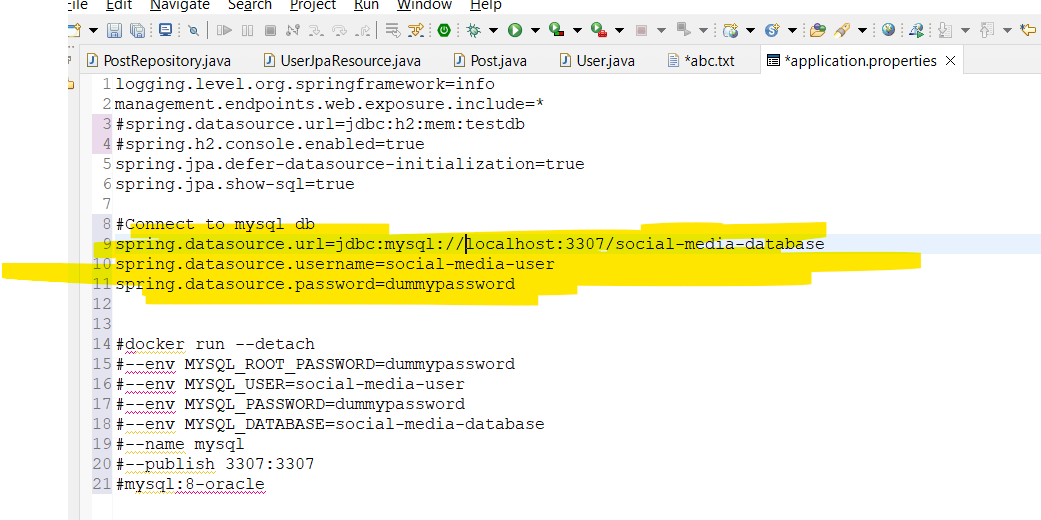 File Edit Navigate Search Project Run Window Help
PostRepository.java UserJpaResource.java Post.java User.java *abc.txt *application.properties
1 logging.level.org.springframework=info
2 management.endpoints.web.exposure.include=*
3 #spring.datasource.url=jdbc:h2:mem:testdb
4 #spring.h2.console.enabled=true
5 spring.jpa.defer-datasource-initialization=true
6 spring.jpa.show-sql=true
7
8 #Connect to mysql db
9 spring.datasource.url=jdbc:mysql://localhost:3307/social-media-database
10 spring.datasource.username=social-media-user
11 spring.datasource.password=dummypassword
12
13
14 #docker run --detach
15 #--env MYSQL_ROOT_PASSWORD=dummypassword
16 #--env MYSQL_USER=social-media-user
17 #--env MYSQL_PASSWORD=dummypassword
18 #--env MYSQL_DATABASE=social-media-database
19 #--name mysql
20 #--publish 3307:3307
21 #mysql:8-oracle